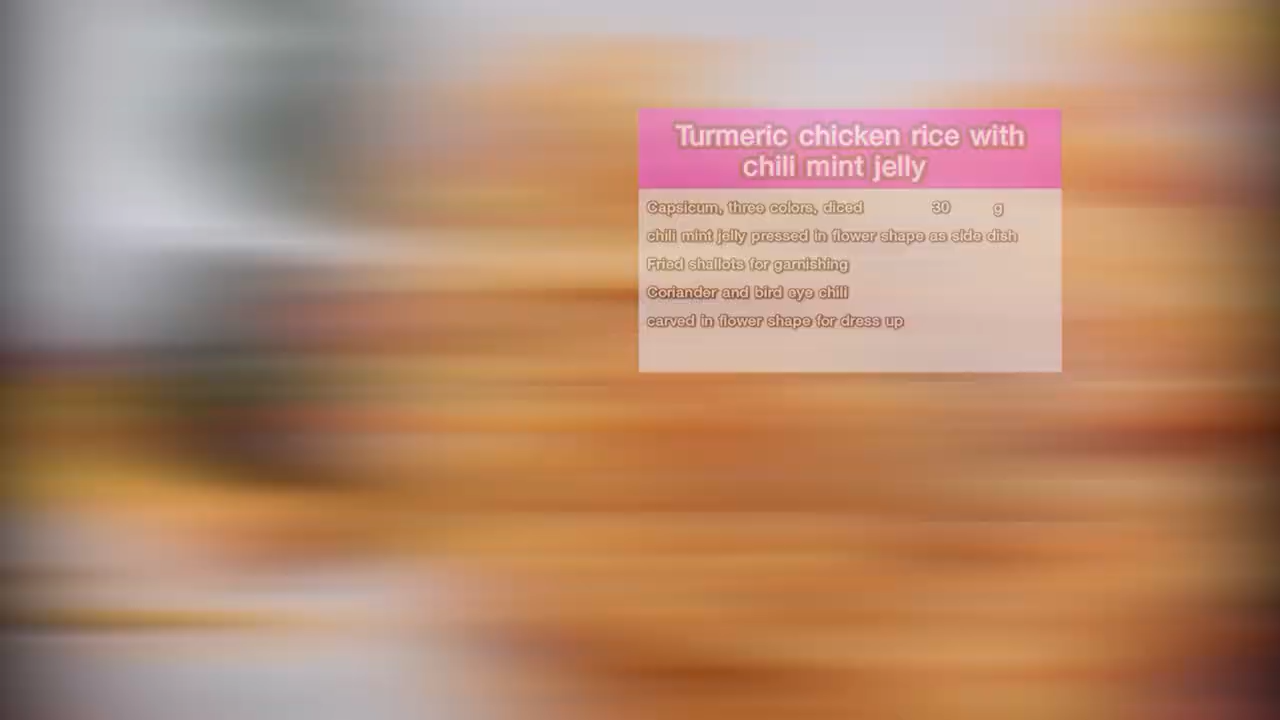 Turmeric chicken rice with
chili mint jelly
Capsicum, three colors, diced 30 g
chili mint jelly pressed in flower shape as side dish
Fried shallots for garnishing
Coriander and bird eye chili
carved in flower shape for dress up